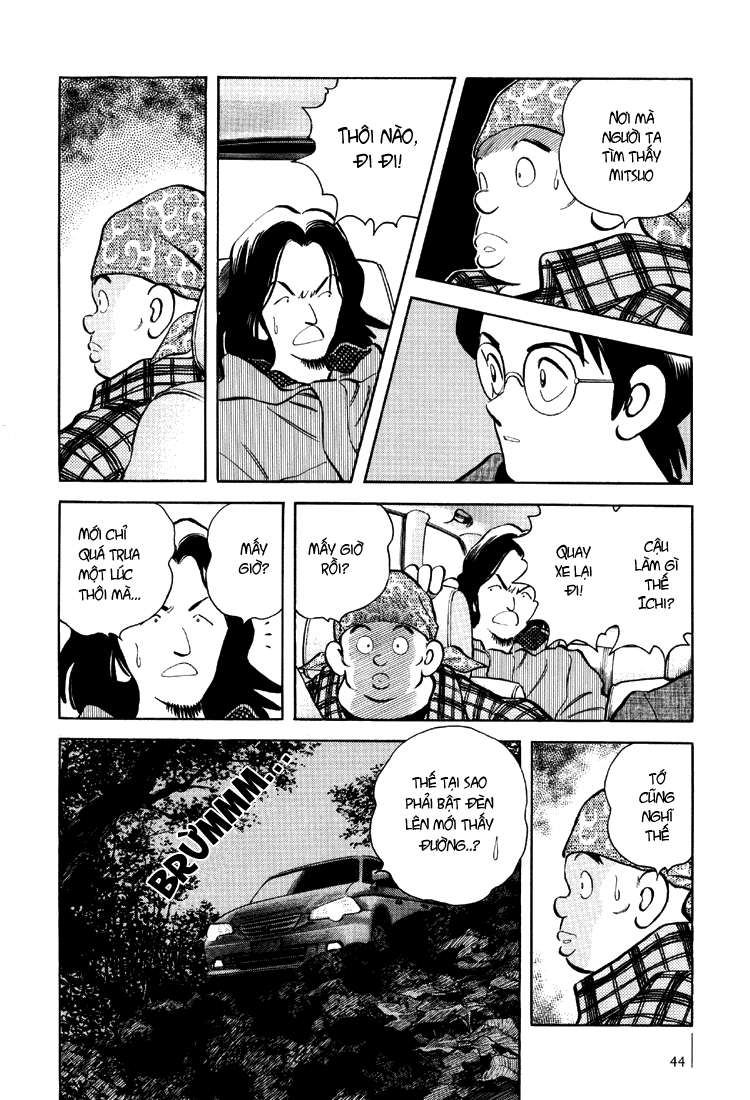 NƠI MÀ
NGƯỜI TA
TÌM THẤY
MITSUO
THÔI NÀO,
ĐI ĐI!
CẬU
LÀM GÌ
THẾ
ICHI?
QUAY
XE LẠI
ĐI!
MẤY GIỜ
RỒI?
MẤY
GIỜ?
MỚI CHỈ
QUÁ TRƯA
MỘT LÚC
THÔI MÀ...
TỚ
CŨNG
NGHĨ
THẾ
THẾ TẠI SAO
PHẢI BẬT ĐÈN
LÊN MỚI THẤY
ĐƯỜNG..?
BRỪMMM...
44